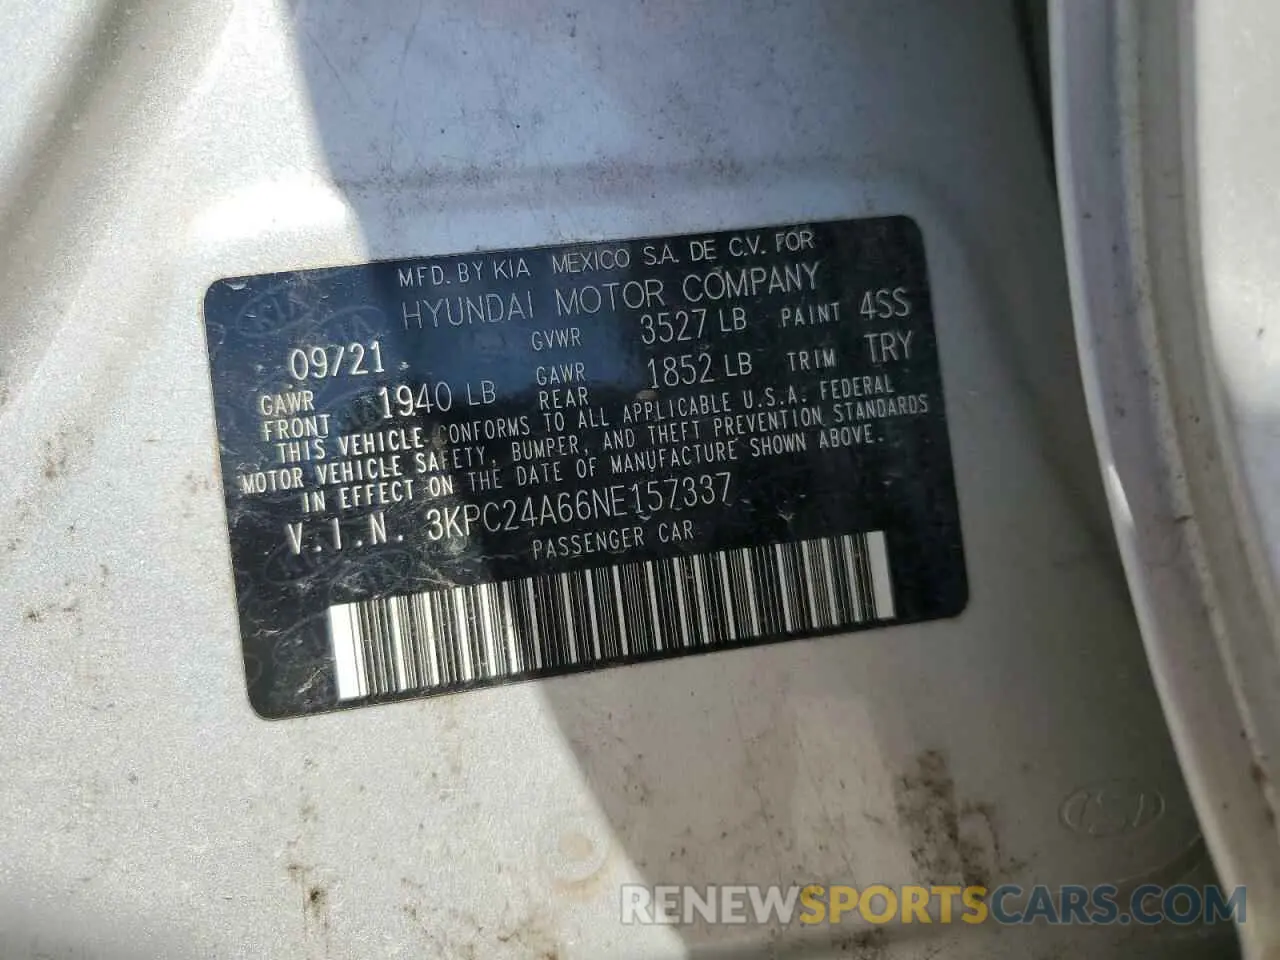 MFD. BY KIA MEXICO S.A. DE C.V. FOR
HYUNDAI MOTOR COMPANY
09/21 GVWR 3527 LB PAINT 4SS
GAWR FRONT 1940 LB GAWR REAR 1852 LB TRIM TRY
THIS VEHICLE CONFORMS TO ALL APPLICABLE U.S.A. FEDERAL
MOTOR VEHICLE SAFETY, BUMPER, AND THEFT PREVENTION STANDARDS
IN EFFECT ON THE DATE OF MANUFACTURE SHOWN ABOVE.
V.I.N. 3KPC24A66NE157337
PASSENGER CAR
RENEWSPORTSCARS.COM